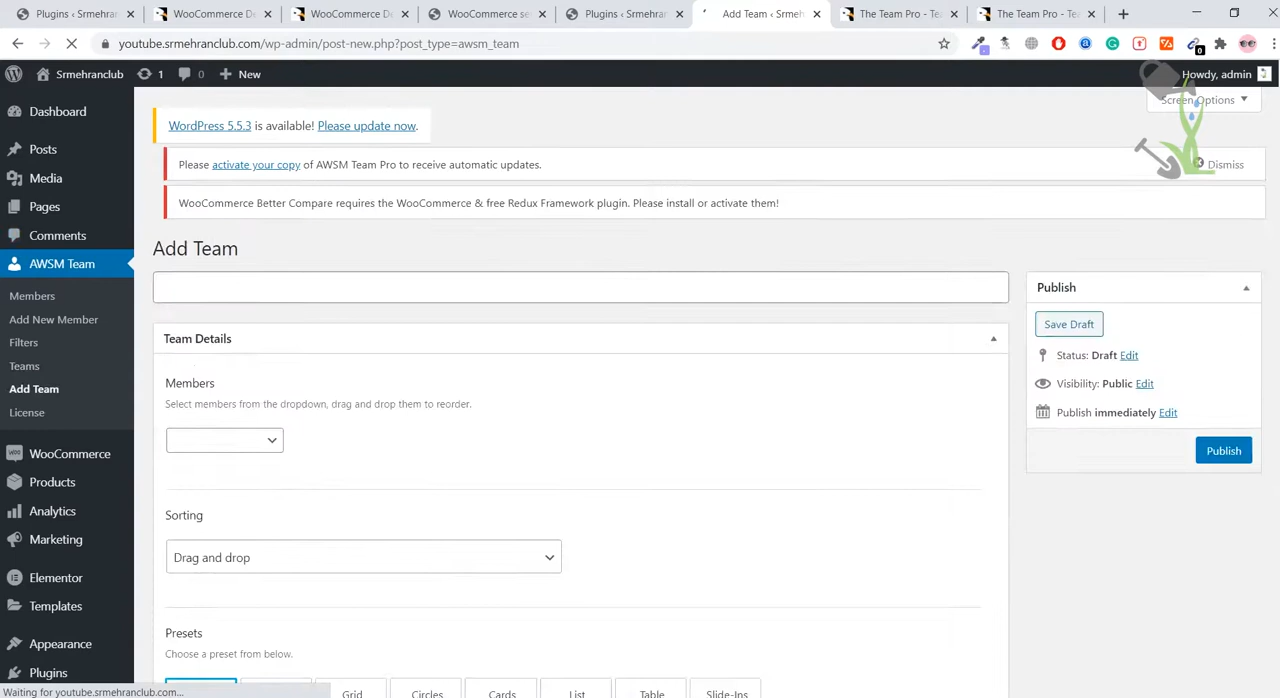 Plugins ‹ Srmehran
WooCommerce De
WooCommerce De
WooCommerce se
Plugins ‹ Srmehran
Add Team ‹ Srmeh
The Team Pro - Tea
The Team Pro - Tea
youtube.srmehranclub.com/wp-admin/post-new.php?post_type=awsm_team
0
Srmehranclub
1
0
New
Howdy, admin
Screen Options
Dashboard
Posts
Media
Pages
Comments
AWSM Team
Members
Add New Member
Filters
Teams
Add Team
License
WooCommerce
Products
Analytics
Marketing
Elementor
Templates
Appearance
Plugins
WordPress 5.5.3 is available! Please update now.
Please activate your copy of AWSM Team Pro to receive automatic updates.
Dismiss
WooCommerce Better Compare requires the WooCommerce & free Redux Framework plugin. Please install or activate them!
Add Team
Team Details
Members
Select members from the dropdown, drag and drop them to reorder.
Sorting
Drag and drop
Presets
Choose a preset from below.
Grid
Circles
Cards
List
Table
Slide-Ins
Publish
Save Draft
Status: Draft Edit
Visibility: Public Edit
Publish immediately Edit
Publish
Waiting for youtube.srmehranclub.com...